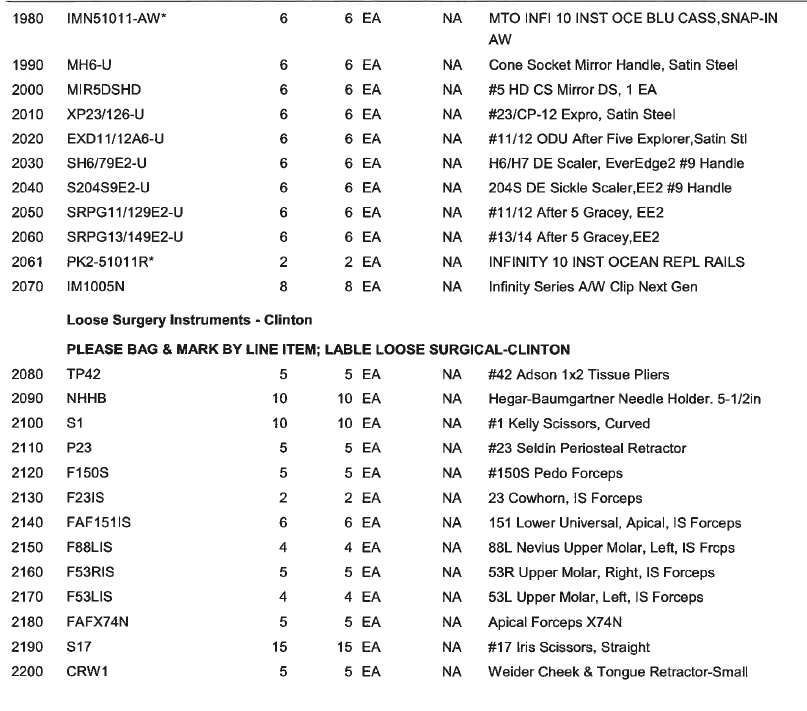 1980 IMN51011-AW* 6 6 EA NA MTO INFI 10 INST OCE BLU CASS,SNAP-IN
AW
1990 MH6-U 6 6 EA NA Cone Socket Mirror Handle, Satin Steel
2000 MIR5DSHD 6 6 EA NA #5 HD CS Mirror DS, 1 EA
2010 XP23/126-U 6 6 EA NA #23/CP-12 Expro, Satin Steel
2020 EXD11/12A6-U 6 6 EA NA #11/12 ODU After Five Explorer,Satin Stl
2030 SH6/79E2-U 6 6 EA NA H6/H7 DE Scaler, EverEdge2 #9 Handle
2040 S204S9E2-U 6 6 EA NA 204S DE Sickle Scaler,EE2 #9 Handle
2050 SRPG11/129E2-U 6 6 EA NA #11/12 After 5 Gracey, EE2
2060 SRPG13/149E2-U 6 6 EA NA #13/14 After 5 Gracey,EE2
2061 PK2-51011R* 2 2 EA NA INFINITY 10 INST OCEAN REPL RAILS
2070 IM1005N 8 8 EA NA Infinity Series A/W Clip Next Gen
Loose Surgery Instruments - Clinton
PLEASE BAG & MARK BY LINE ITEM; LABLE LOOSE SURGICAL-CLINTON
2080 TP42 5 5 EA NA #42 Adson 1x2 Tissue Pliers
2090 NHHB 10 10 EA NA Hegar-Baumgartner Needle Holder. 5-1/2in
2100 S1 10 10 EA NA #1 Kelly Scissors, Curved
2110 P23 5 5 EA NA #23 Seldin Periosteal Retractor
2120 F150S 5 5 EA NA #150S Pedo Forceps
2130 F23IS 2 2 EA NA 23 Cowhorn, IS Forceps
2140 FAF151IS 6 6 EA NA 151 Lower Universal, Apical, IS Forceps
2150 F88LIS 4 4 EA NA 88L Nevius Upper Molar, Left, IS Frcps
2160 F53RIS 5 5 EA NA 53R Upper Molar, Right, IS Forceps
2170 F53LIS 4 4 EA NA 53L Upper Molar, Left, IS Forceps
2180 FAFX74N 5 5 EA NA Apical Forceps X74N
2190 S17 15 15 EA NA #17 Iris Scissors, Straight
2200 CRW1 5 5 EA NA Weider Cheek & Tongue Retractor-Small